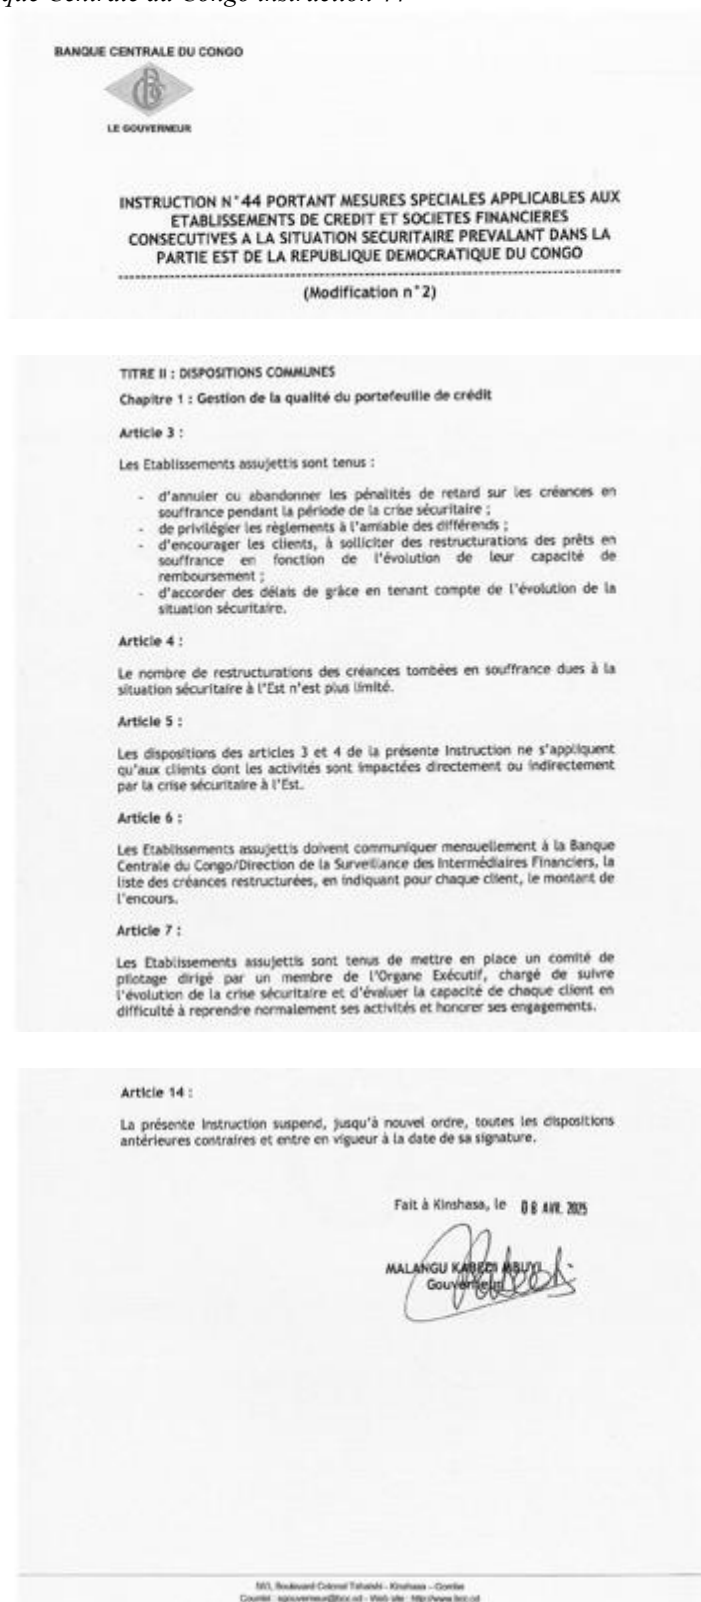 que Centrale du Congo instruction 44
BANQUE CENTRALE DU CONGO
LE GOUVERNEUR
INSTRUCTION N°44 PORTANT MESURES SPECIALES APPLICABLES AUX
ETABLISSEMENTS DE CREDIT ET SOCIETES FINANCIERES
CONSECUTIVES A LA SITUATION SECURITAIRE PREVALANT DANS LA
PARTIE EST DE LA REPUBLIQUE DEMOCRATIQUE DU CONGO
(Modification n°2)
TITRE II : DISPOSITIONS COMMUNES
Chapitre 1 : Gestion de la qualité du portefeuille de crédit
Article 3 :
Les Etablissements assujettis sont tenus :
- d'annuler ou abandonner les pénalités de retard sur les créances en
souffrance pendant la période de la crise sécuritaire ;
- de privilégier les règlements à l'amiable des différends ;
- d'encourager les clients, à solliciter des restructurations des prêts en
souffrance en fonction de l'évolution de leur capacité de
remboursement ;
- d'accorder des délais de grâce en tenant compte de l'évolution de la
situation sécuritaire.
Article 4 :
Le nombre de restructurations des créances tombées en souffrance dues à la
situation sécuritaire à l'Est n'est plus limité.
Article 5 :
Les dispositions des articles 3 et 4 de la présente Instruction ne s'appliquent
qu'aux clients dont les activités sont impactées directement ou indirectement
par la crise sécuritaire à l'Est.
Article 6 :
Les Etablissements assujettis doivent communiquer mensuellement à la Banque
Centrale du Congo/Direction de la Surveillance des Intermédiaires Financiers, la
liste des créances restructurées, en indiquant pour chaque client, le montant de
l'encours.
Article 7 :
Les Etablissements assujettis sont tenus de mettre en place un comité de
pilotage dirigé par un membre de l'Organe Exécutif, chargé de suivre
l'évolution de la crise sécuritaire et d'évaluer la capacité de chaque client en
difficulté à reprendre normalement ses activités et honorer ses engagements.
Article 14 :
La présente Instruction suspend, jusqu'à nouvel ordre, toutes les dispositions
antérieures contraires et entre en vigueur à la date de sa signature.
Fait à Kinshasa, le 08 AVR. 2025
MALANGU KABEDI MBUYI
Gouverneur
Boulevard Colonel Tshatshi - Kinshasa - Gombe